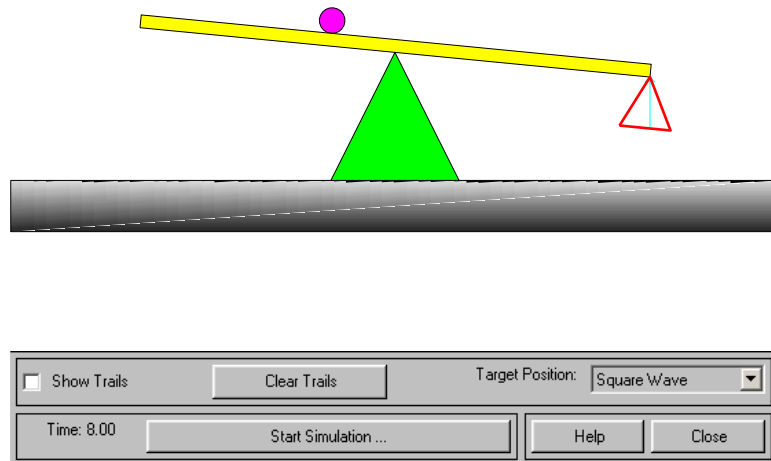 Show Trails
Clear Trails
Target Position:
Square Wave
Time: 8.00
Start Simulation ...
Help
Close